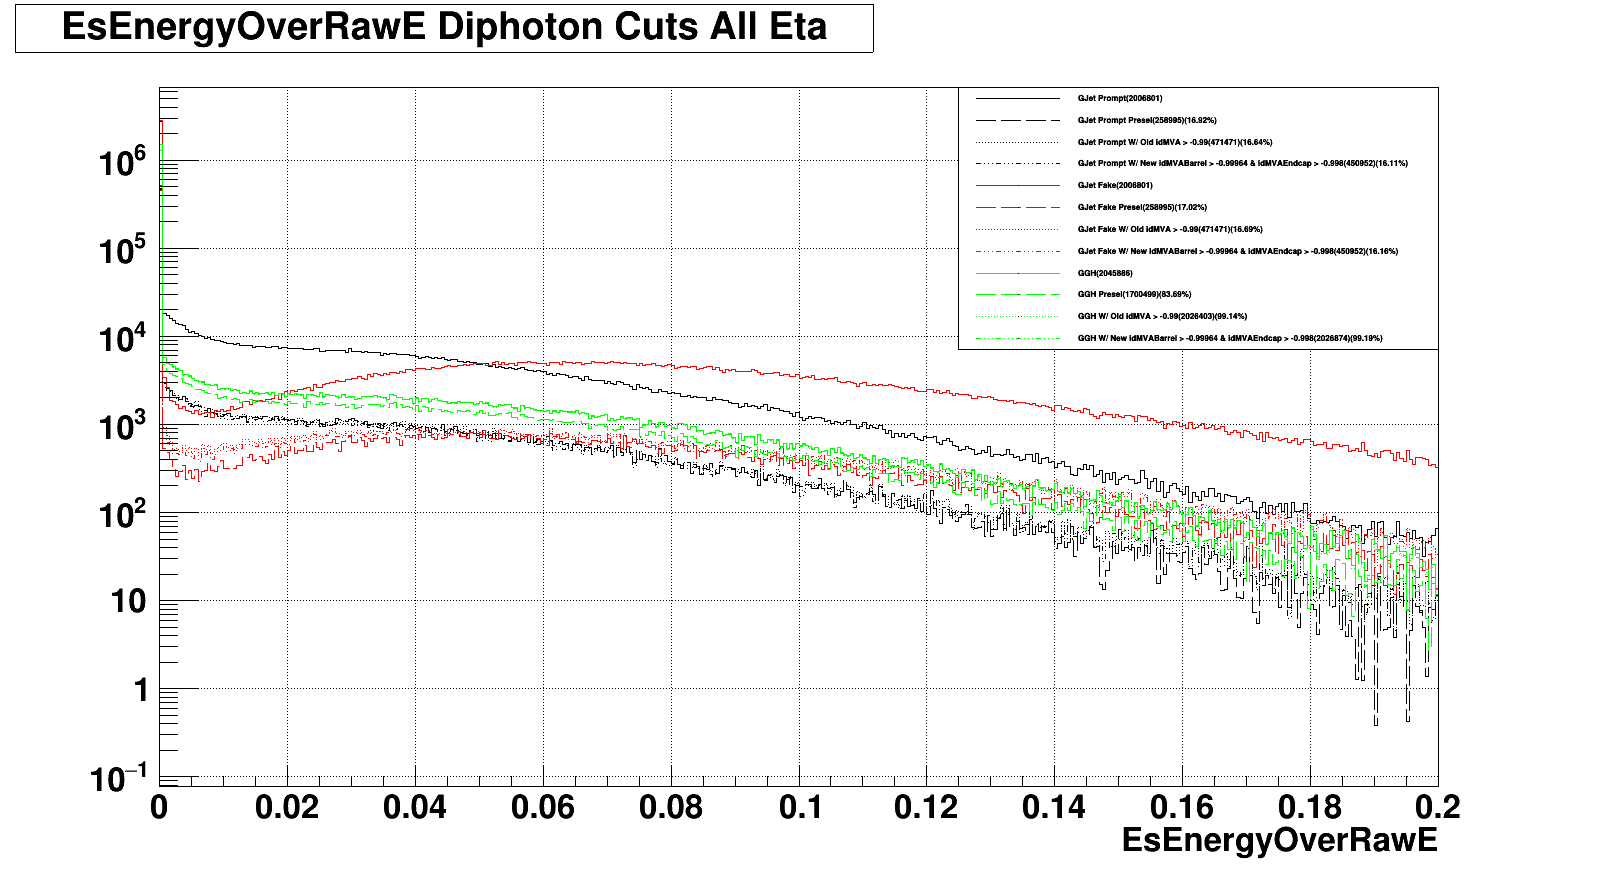 EsEnergyOverRawE Diphoton Cuts All Eta
GJet Prompt(2006801)
GJet Prompt Presel(258995)(16.92%)
GJet Prompt W/ Old idMVA > -0.99(471471)(16.64%)
GJet Prompt W/ New idMVABarrel > -0.99964 & idMVAEndcap > -0.998(450952)(16.11%)
GJet Fake(2006801)
GJet Fake Presel(258995)(17.02%)
GJet Fake W/ Old idMVA > -0.99(471471)(16.69%)
GJet Fake W/ New idMVABarrel > -0.99964 & idMVAEndcap > -0.998(450952)(16.16%)
GGH(2045886)
GGH Presel(1700499)(83.69%)
GGH W/ Old idMVA > -0.99(2026403)(99.14%)
GGH W/ New idMVABarrel > -0.99964 & idMVAEndcap > -0.998(2026874)(99.19%)
10⁶
10⁵
10⁴
10³
10²
10
1
10⁻¹
0 0.02 0.04 0.06 0.08 0.1 0.12 0.14 0.16 0.18 0.2
EsEnergyOverRawE